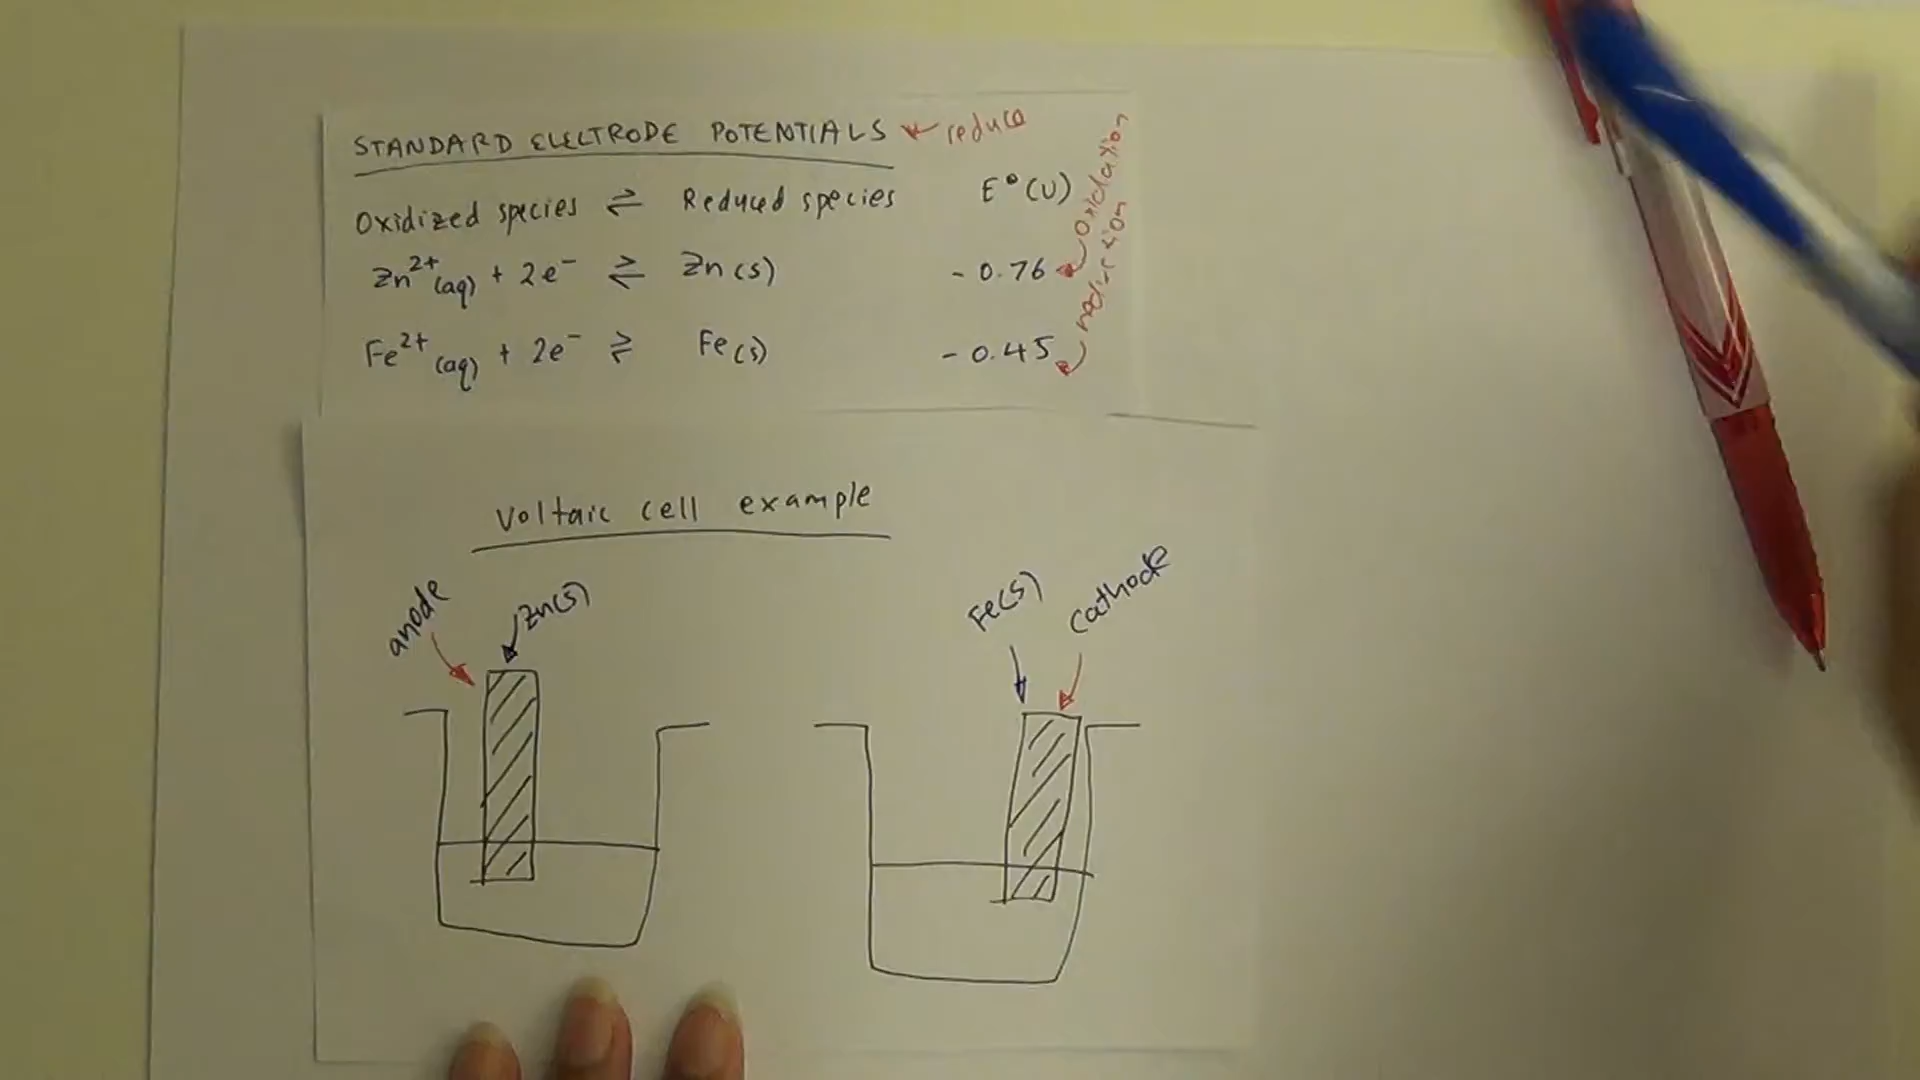 STANDARD ELECTRODE POTENTIALS reduce
Oxidized species ⇌ Reduced species E°(V)
Zn²⁺(aq) + 2e⁻ ⇌ Zn(s) - 0.76 oxidation
Fe²⁺(aq) + 2e⁻ ⇌ Fe(s) - 0.45 reduction
Voltaic cell example
anode Zn(s) Fe(s) cathode